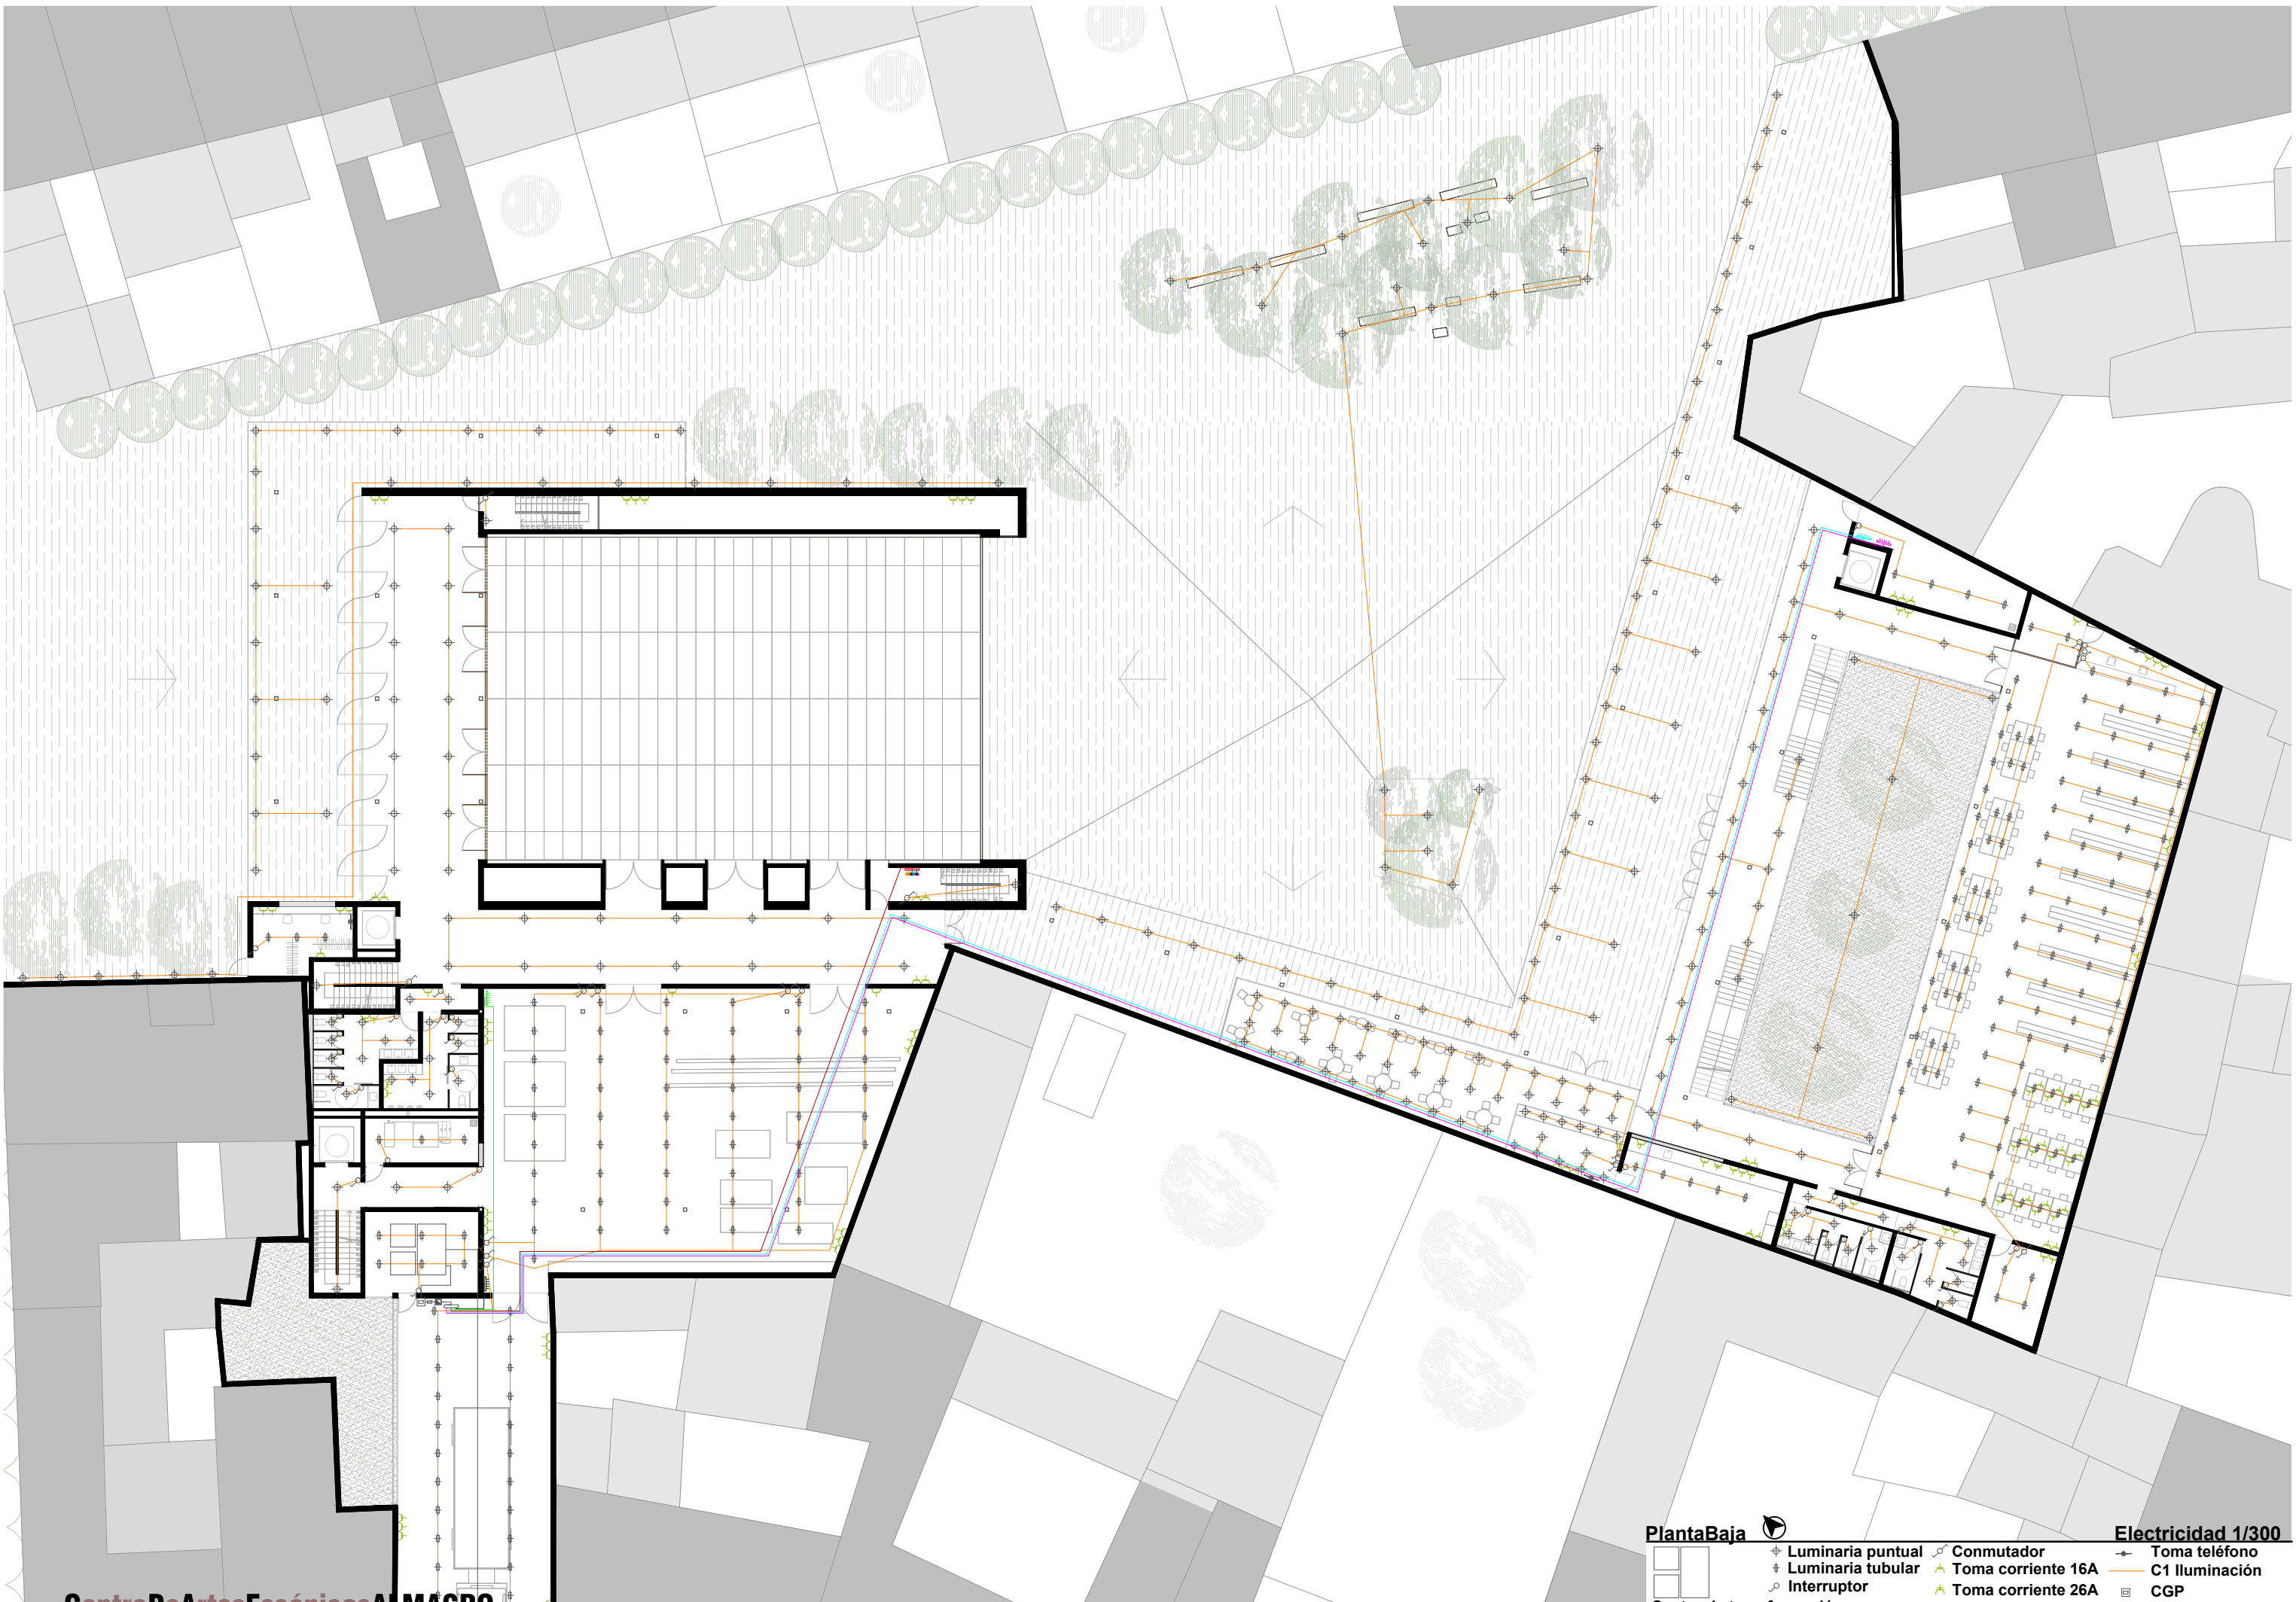 PlantaBaja
Electricidad 1/300
Luminaria puntual
Conmutador
Toma teléfono
Luminaria tubular
Toma corriente 16A
C1 Iluminación
Interruptor
Toma corriente 26A
CGP